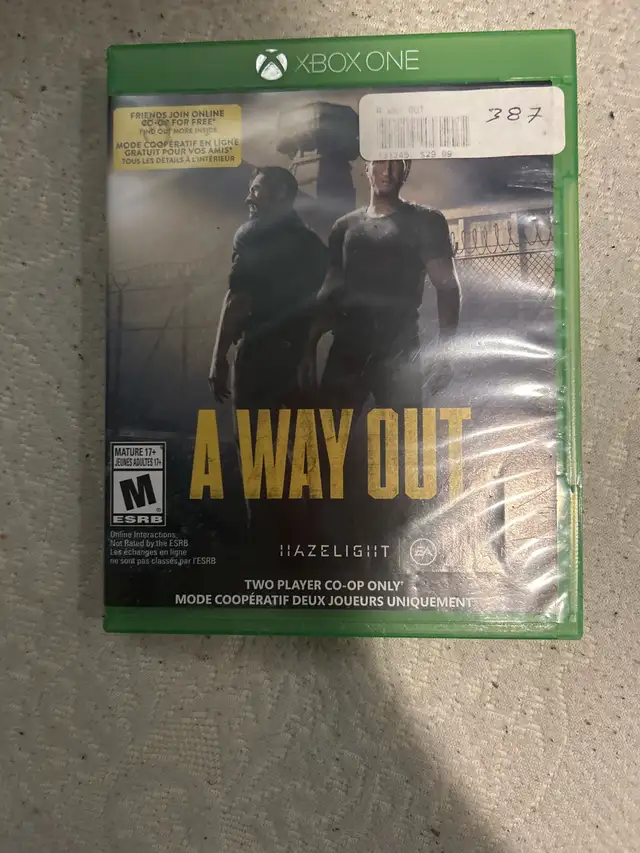 XBOX ONE
FRIENDS JOIN ONLINE
CO-OP FOR FREE*
FIND OUT MORE INSIDE
MODE COOPÉRATIF EN LIGNE
GRATUIT POUR VOS AMIS*
TOUS LES DÉTAILS À L'INTÉRIEUR
A WAY OUT
387
$29.99
A WAY OUT
MATURE 17+
JEUNES ADULTES 17+
M
ESRB
Online Interactions
Not Rated by the ESRB
Les échanges en ligne
ne sont pas classés par l'ESRB
HAZELIGHT
EA
TWO PLAYER CO-OP ONLY*
MODE COOPÉRATIF DEUX JOUEURS UNIQUEMENT